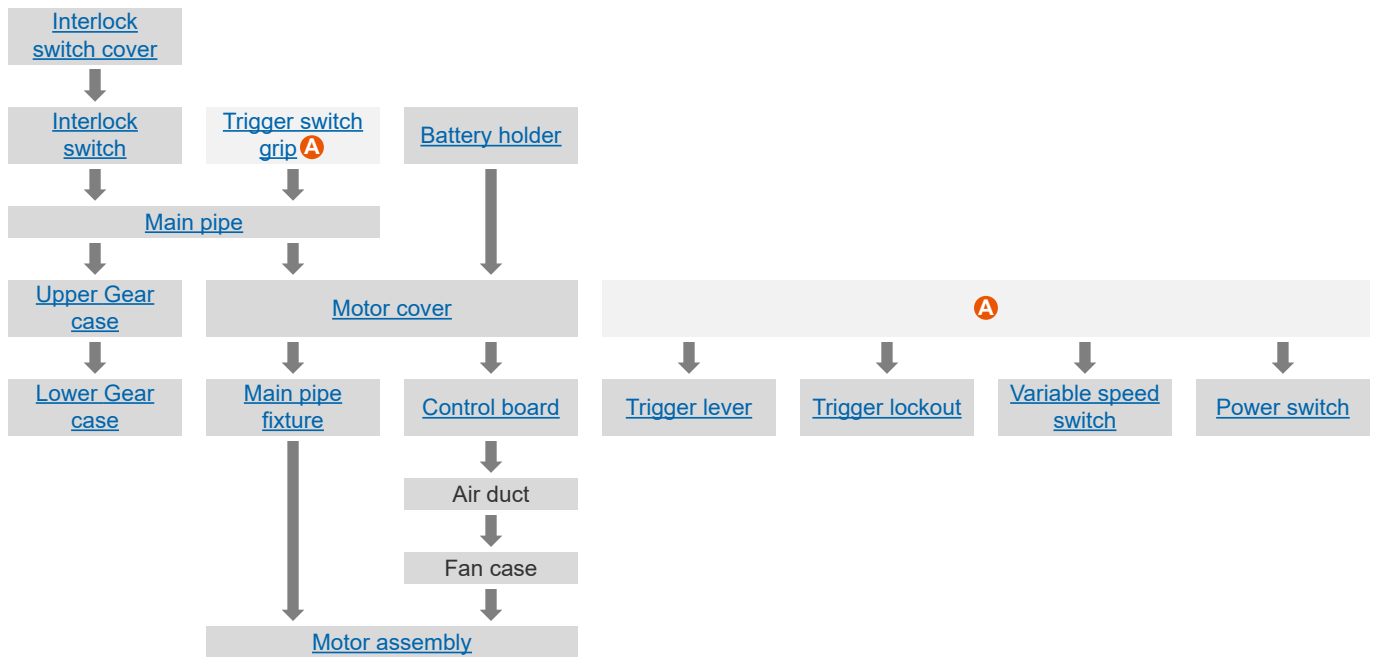 Interlock
switch cover
Interlock
switch
Trigger switch
grip A
Battery holder
Main pipe
Upper Gear
case
Motor cover
A
Lower Gear
case
Main pipe
fixture
Control board
Trigger lever
Trigger lockout
Variable speed
switch
Power switch
Air duct
Fan case
Motor assembly